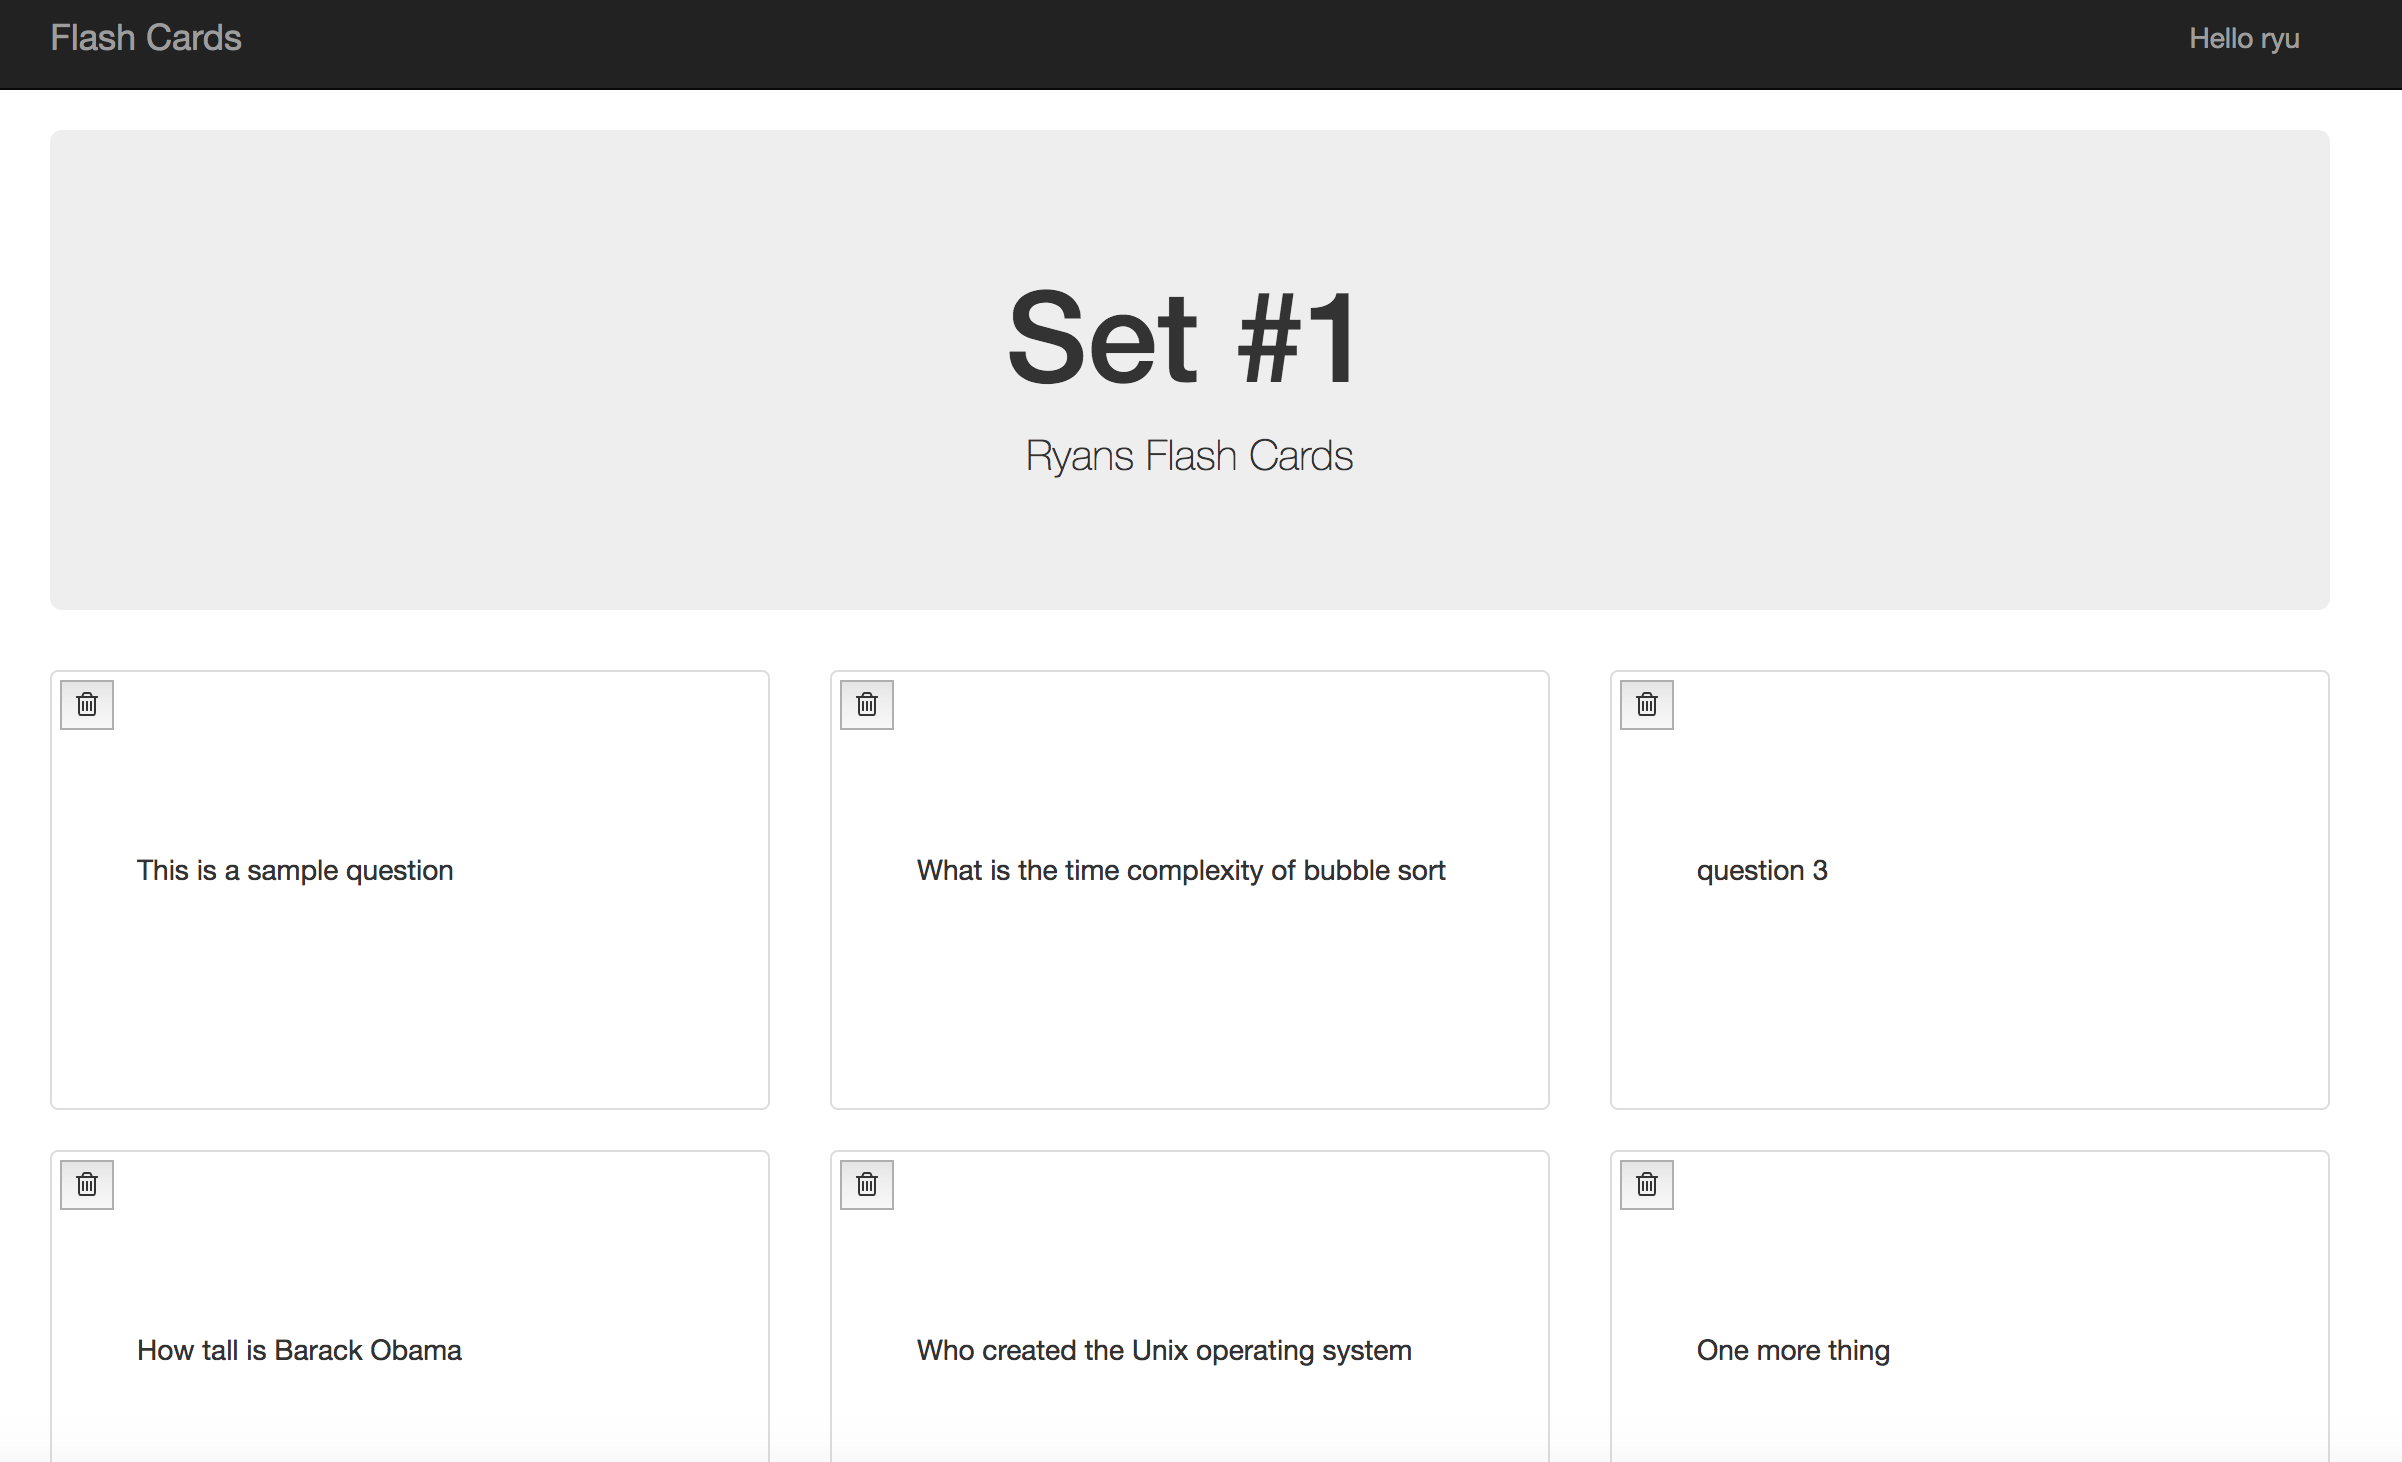 Flash Cards
Hello ryu
Set #1
Ryans Flash Cards
This is a sample question
What is the time complexity of bubble sort
question 3
How tall is Barack Obama
Who created the Unix operating system
One more thing